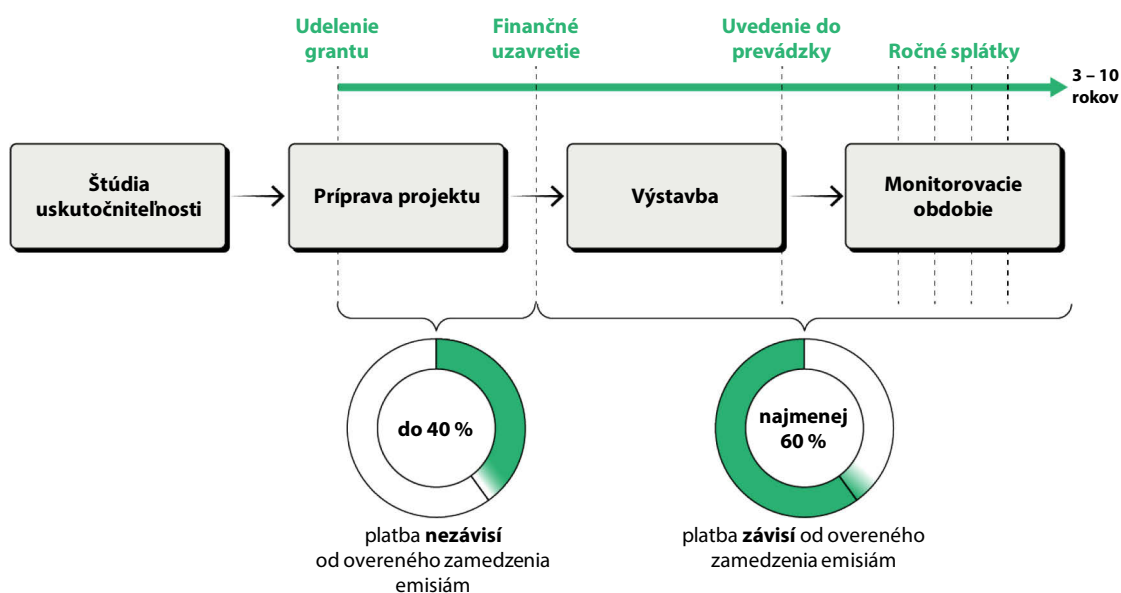 Udelenie
grantu
Finančné
uzavretie
Uvedenie do
prevádzky
Ročné splátky
3 – 10
rokov
Štúdia
uskutočniteľnosti
Príprava projektu
Výstavba
Monitorovacie
obdobie
do 40 %
najmenej
60 %
platba nezávisí
od overeného zamedzenia
emisiám
platba závisí od overeného
zamedzenia emisiám